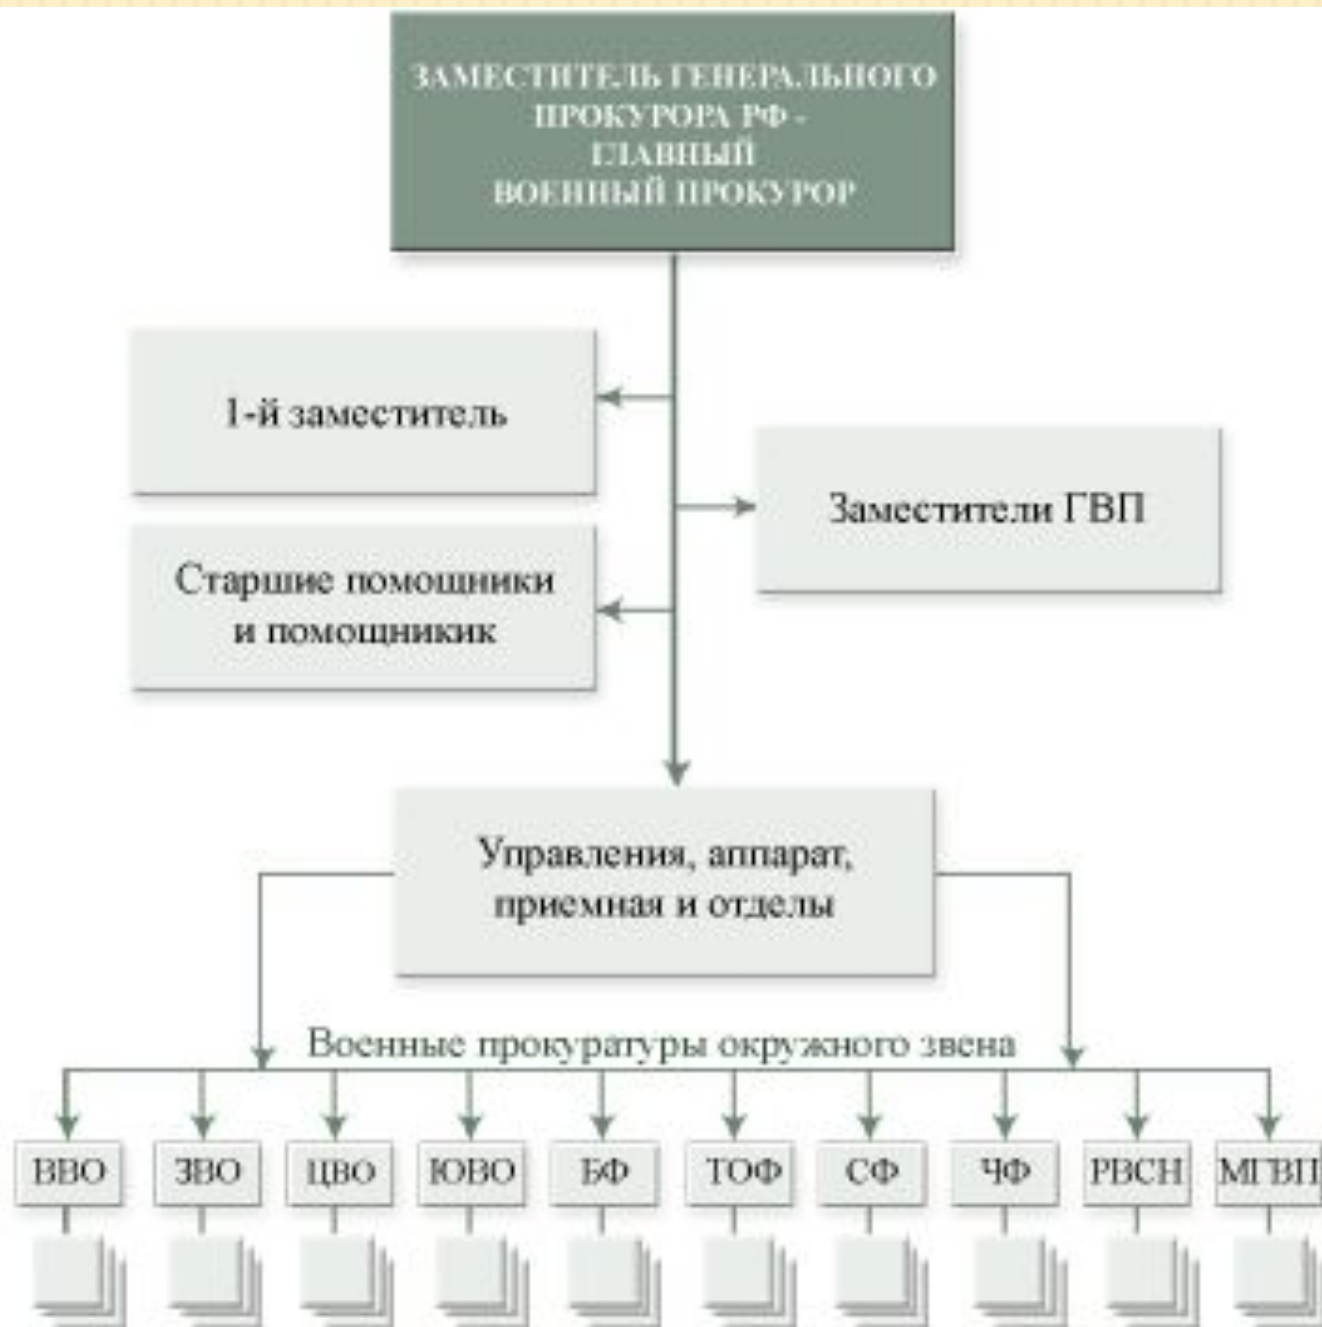 ЗАМЕСТИТЕЛЬ ГЕНЕРАЛЬНОГО
ПРОКУРОРА РФ -
ГЛАВНЫЙ
ВОЕННЫЙ ПРОКУРОР
1-й заместитель
Заместители ГВП
Старшие помощники
и помощникик
Управления, аппарат,
приемная и отделы
Военные прокуратуры окружного звена
ВВО ЗВО ЦВО ЮВО БФ ТОФ СФ ЧФ РВСН МГВП